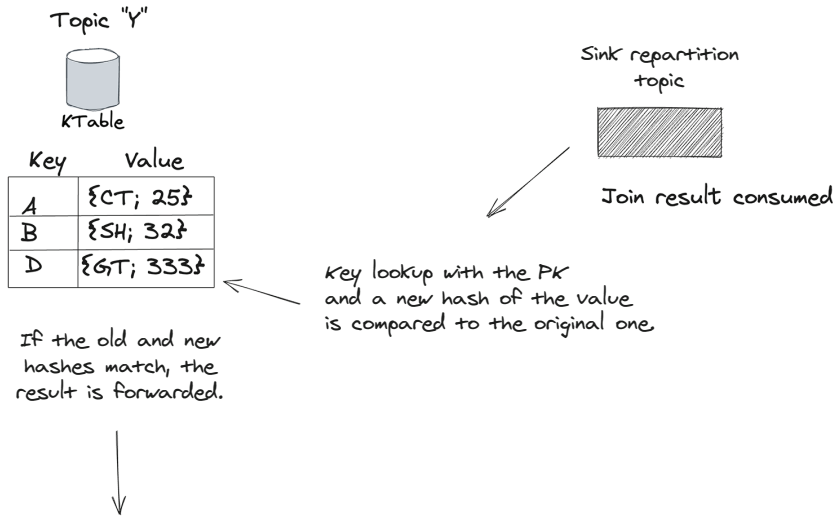 Topic "Y"
KTable
Key Value
A {CT; 25}
B {SH; 32}
D {GT; 333}
If the old and new
hashes match, the
result is forwarded.
Sink repartition
topic
Join result consumed
Key lookup with the PK
and a new hash of the value
is compared to the original one.